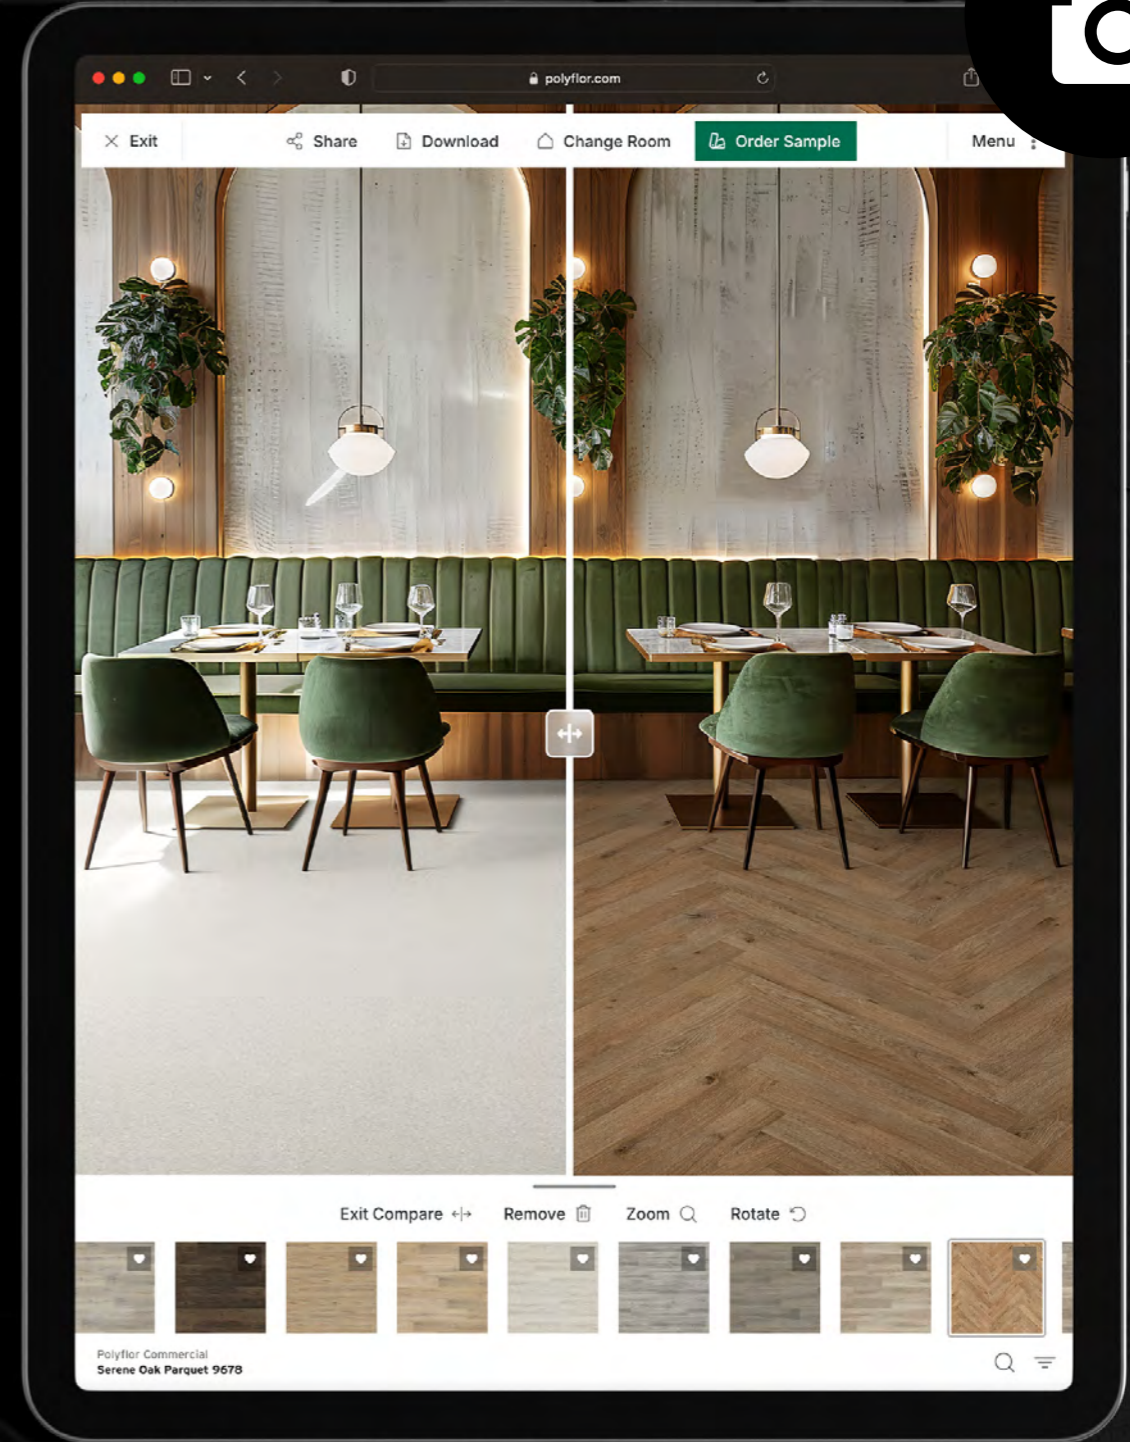 polyflor.com
Exit
Share
Download
Change Room
Order Sample
Menu
Exit Compare
Remove
Zoom
Rotate
Polyflor Commercial
Serene Oak Parquet 9678